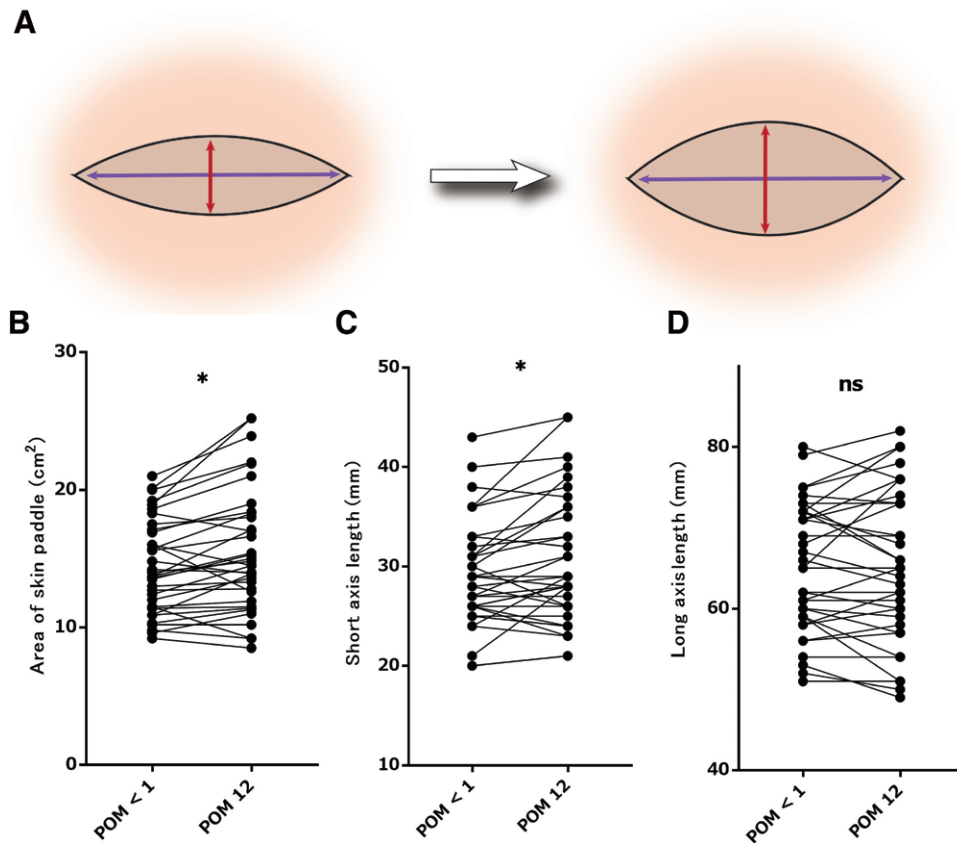 A
B
C
D
30
20
10
0
Area of skin paddle (cm²)
*
POM < 1
POM 12
50
40
30
20
10
Short axis length (mm)
*
POM < 1
POM 12
80
60
40
Long axis length (mm)
ns
POM < 1
POM 12